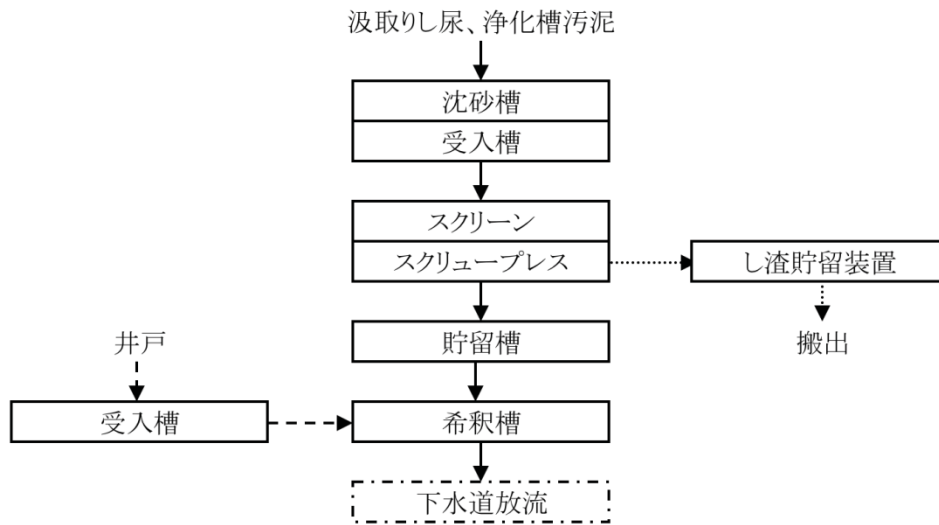 汲取りし尿、浄化槽汚泥
沈砂槽
受入槽
スクリーン
スクリュープレス
し渣貯留装置
貯留槽
搬出
井戸
受入槽
希釈槽
下水道放流